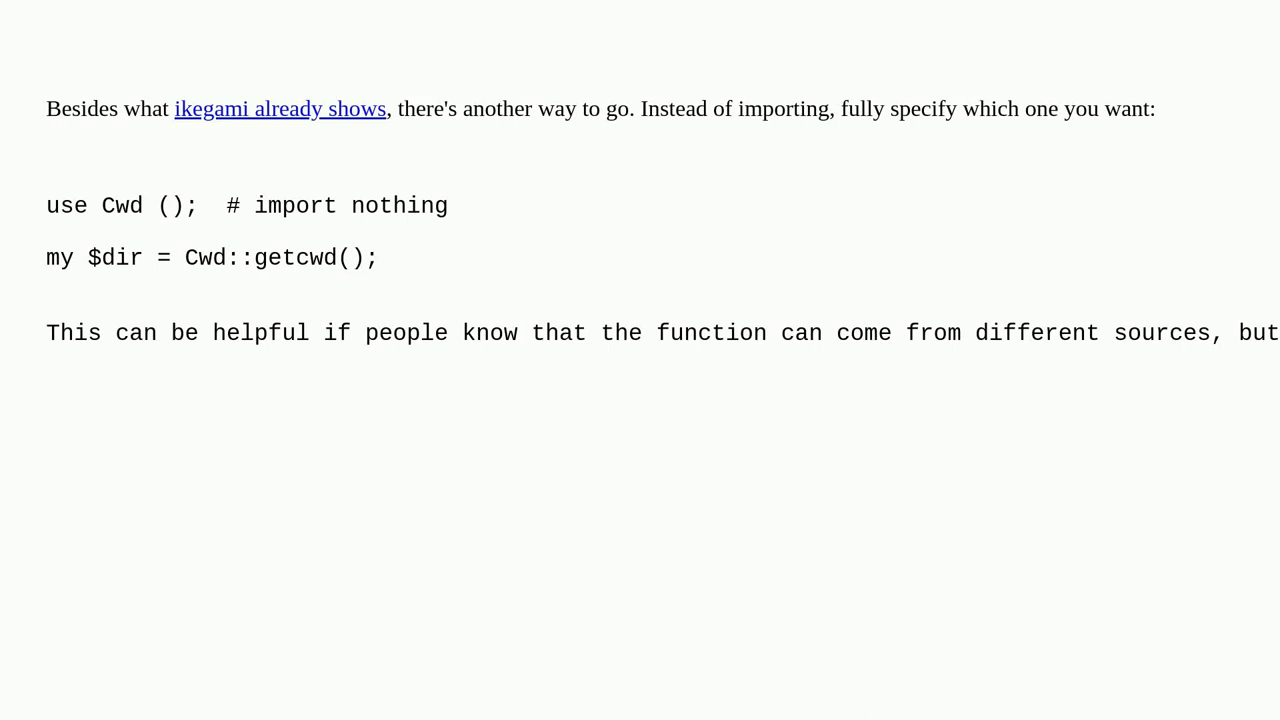 Besides what ikegami already shows, there's another way to go. Instead of importing, fully specify which one you want:
use Cwd ();  # import nothing
my $dir = Cwd::getcwd();
This can be helpful if people know that the function can come from different sources, but